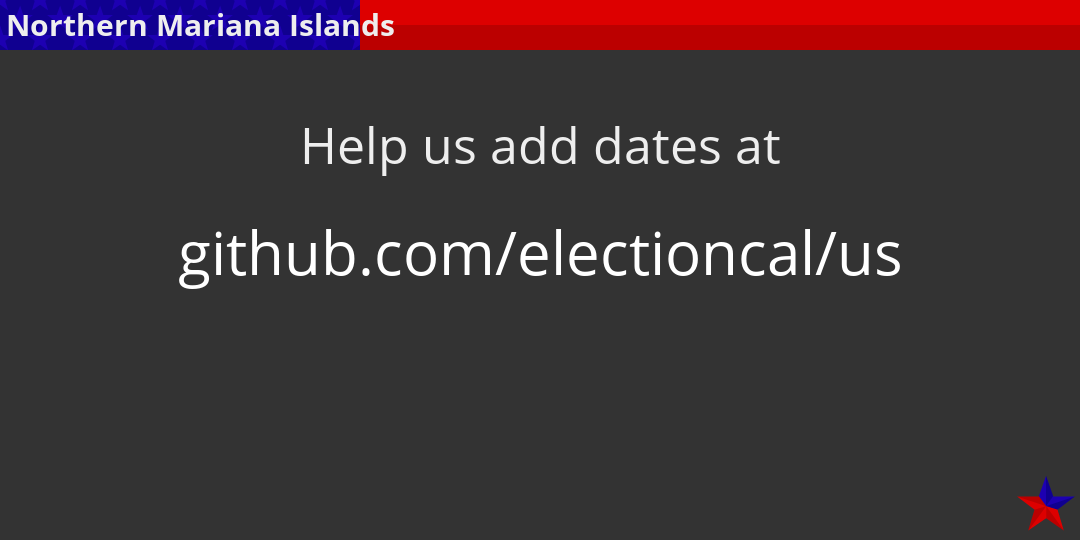 Northern Mariana Islands
Help us add dates at
github.com/electioncal/us